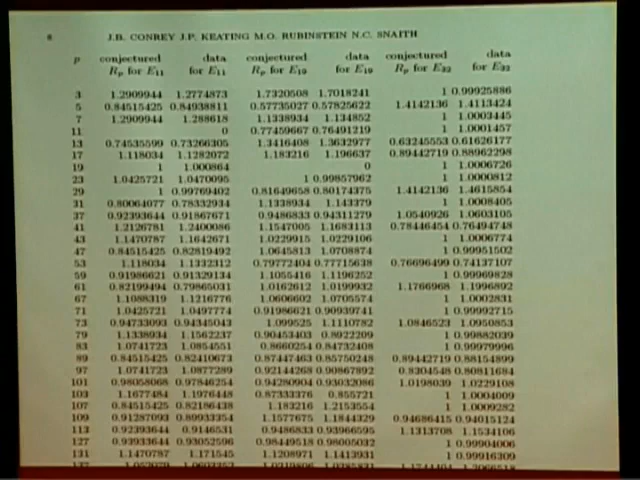 8 J.B. CONREY J.P. KEATING M.O. RUBINSTEIN N.C. SNAITH
p conjectured data conjectured data conjectured data
R_p for E_11 for E_11 R_p for E_19 for E_19 R_p for E_32 for E_32
3 1.2909944 1.2774873 1.7320508 1.7018241 1 0.99925886
5 0.84515425 0.84938811 0.57735027 0.57825622 1.4142136 1.4113424
7 1.2909944 1.288618 1.1338934 1.134852 1 1.0003445
11 0 0.77459667 0.76491219 1 1.0001457
13 0.74535599 0.73266305 1.3416408 1.3632977 0.63245553 0.61626177
17 1.118034 1.1282072 1.183216 1.196637 0.89442719 0.88962298
19 1 1.000864 0 1 1.0006726
23 1.0425721 1.0470095 1 0.99857962 1 1.0000812
29 1 0.99769402 0.81649658 0.80174375 1.4142136 1.4615854
31 0.80064077 0.78332934 1.1338934 1.143379 1 1.0008405
37 0.92393644 0.91867671 0.9486833 0.94311279 1.0540926 1.0603105
41 1.2126781 1.2400086 1.1547005 1.1683113 0.78446454 0.76494748
43 1.1470787 1.1642671 1.0229915 1.0229106 1 1.0006774
47 0.84515425 0.82819492 1.0645813 1.0708874 1 0.99951502
53 1.118034 1.1332312 0.79772404 0.77715638 0.76696499 0.74137107
59 0.91986621 0.91329134 1.1055416 1.1196252 1 0.99969828
61 0.82199494 0.79865031 1.0162612 1.0199932 1.1766968 1.1996892
67 1.1088319 1.1216776 1.0606602 1.0705574 1 1.0002831
71 1.0425721 1.0497774 0.91986621 0.90939741 1 0.99992715
73 0.94733093 0.94345043 1.099525 1.1110782 1.0846523 1.0950853
79 1.1338934 1.1562237 0.90453403 0.8922209 1 0.99882039
83 1.0741723 1.0854551 0.8660254 0.84732408 1 0.99979996
89 0.84515425 0.82410673 0.87447463 0.85750248 0.89442719 0.88154899
97 1.0741723 1.0877289 0.92144268 0.90867892 0.8304548 0.80811684
101 0.98058068 0.97846254 0.94280904 0.93032086 1.0198039 1.0229108
103 1.1677484 1.1976448 0.87333376 0.855721 1 1.0004009
107 0.84515425 0.82186438 1.183216 1.2153554 1 1.0009282
109 0.91287093 0.89933354 1.1577675 1.1844329 0.94686415 0.94015124
113 0.92393644 0.9146531 0.9486833 0.93966595 1.1313708 1.1534106
127 0.93933644 0.93052596 0.98449518 0.98005032 1 0.99904006
131 1.1470787 1.171545 1.1208971 1.1413931 1 0.99916309
137